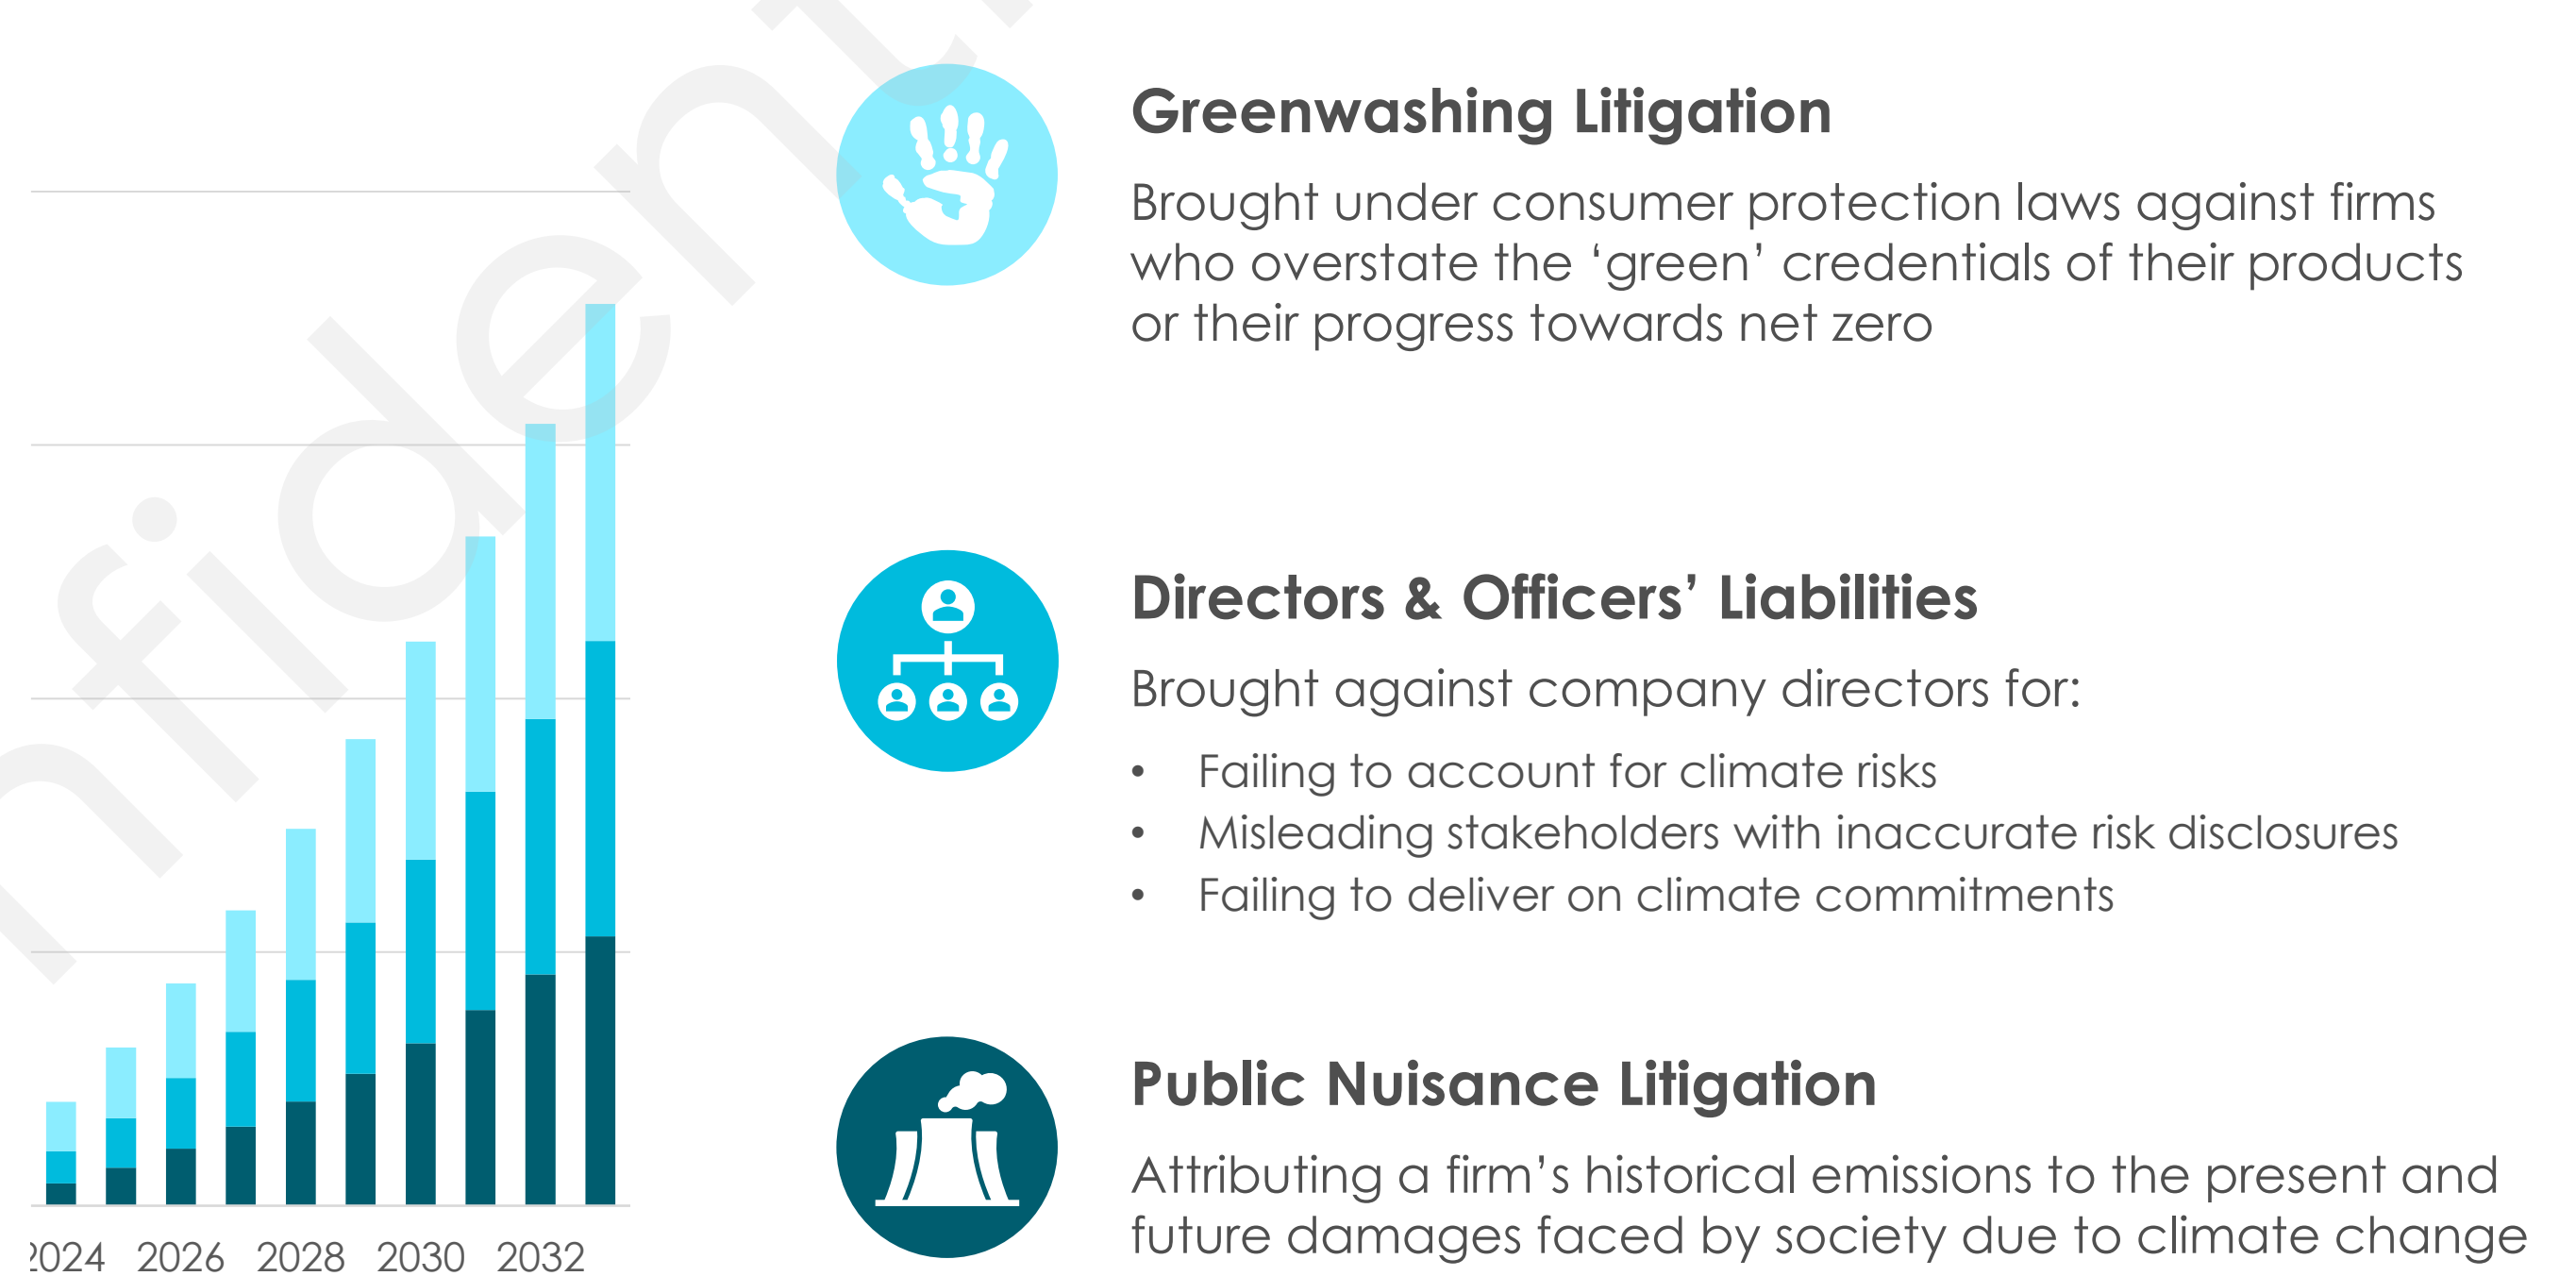 Greenwashing Litigation
Brought under consumer protection laws against firms
who overstate the ‘green’ credentials of their products
or their progress towards net zero
Directors & Officers’ Liabilities
Brought against company directors for:
• Failing to account for climate risks
• Misleading stakeholders with inaccurate risk disclosures
• Failing to deliver on climate commitments
Public Nuisance Litigation
Attributing a firm’s historical emissions to the present and
future damages faced by society due to climate change
2024 2026 2028 2030 2032
nfident